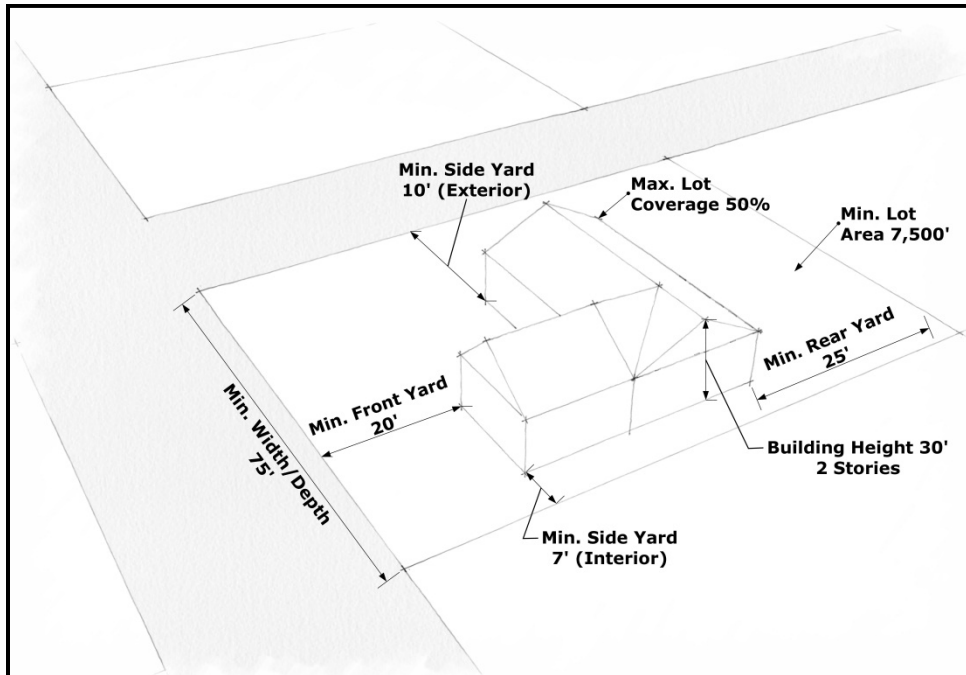 Min. Side Yard
10' (Exterior)
Max. Lot
Coverage 50%
Min. Lot
Area 7,500'
Min. Rear Yard
25'
Min. Front Yard
20'
Min. Width/Depth
75'
Building Height 30'
2 Stories
Min. Side Yard
7' (Interior)